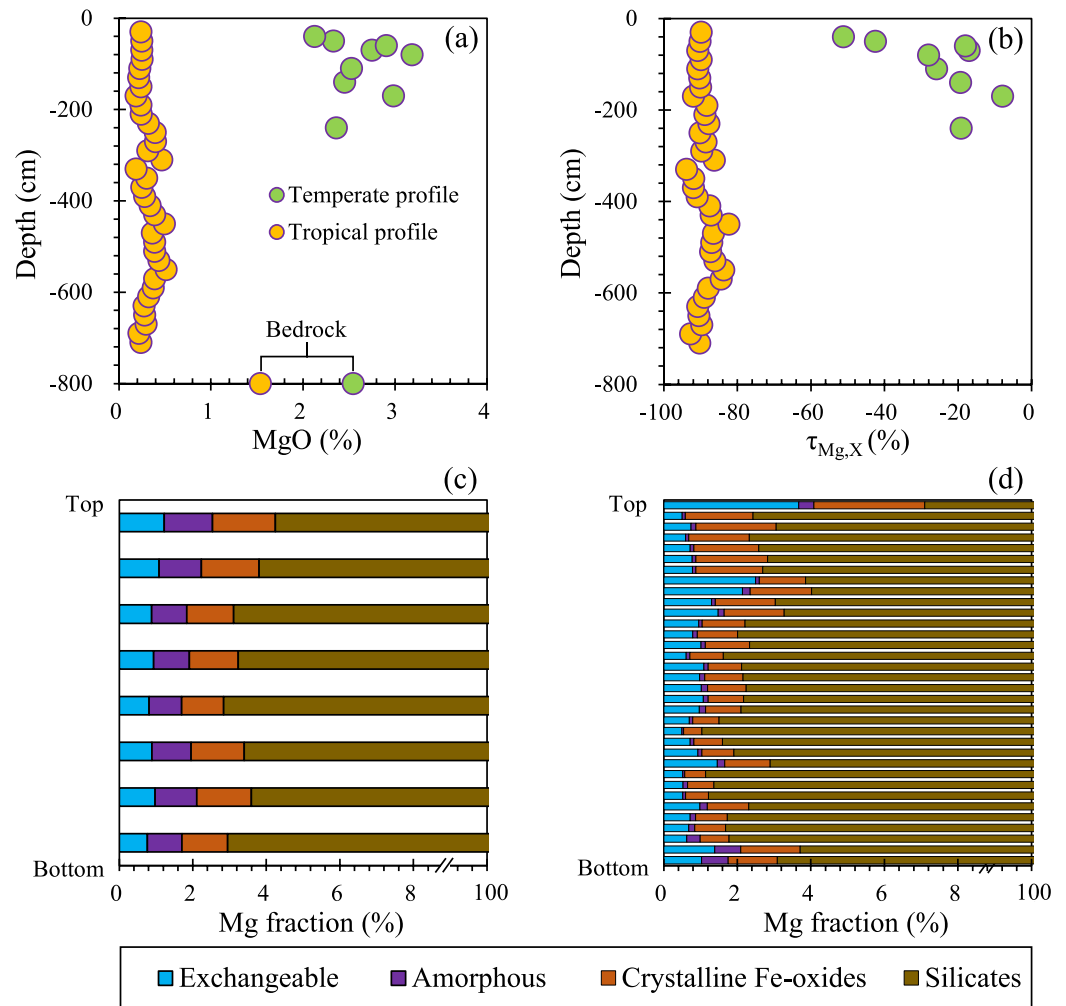 (a)
0
-200
-400
-600
-800
Depth (cm)
Temperate profile
Tropical profile
Bedrock
0 1 2 3 4
MgO (%)
(b)
0
-200
-400
-600
-800
Depth (cm)
-100 -80 -60 -40 -20 0
τMg,X (%)
(c)
Top
Bottom
0 2 4 6 8 100
Mg fraction (%)
(d)
Top
Bottom
0 2 4 6 8 100
Mg fraction (%)
Exchangeable Amorphous Crystalline Fe-oxides Silicates